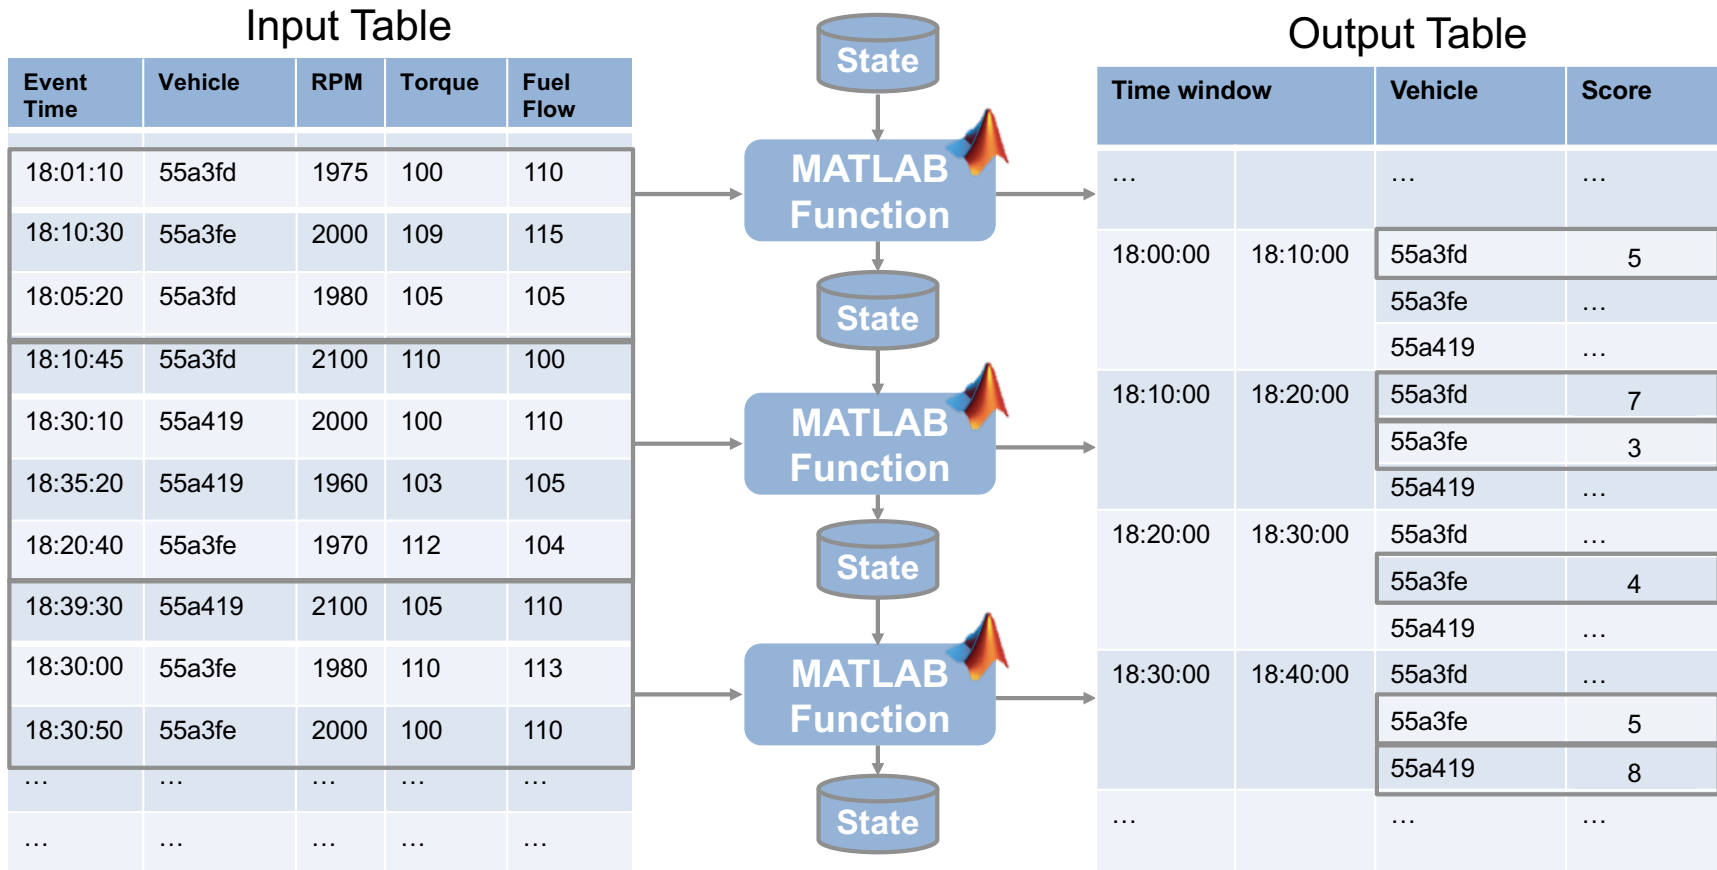 Input Table
Event Time Vehicle RPM Torque Fuel Flow
18:01:10 55a3fd 1975 100 110
18:10:30 55a3fe 2000 109 115
18:05:20 55a3fd 1980 105 105
18:10:45 55a3fd 2100 110 100
18:30:10 55a419 2000 100 110
18:35:20 55a419 1960 103 105
18:20:40 55a3fe 1970 112 104
18:39:30 55a419 2100 105 110
18:30:00 55a3fe 1980 110 113
18:30:50 55a3fe 2000 100 110
… … … … …
… … … … …
State
MATLAB
Function
State
MATLAB
Function
State
MATLAB
Function
State
Output Table
Time window Vehicle Score
… … …
18:00:00 18:10:00 55a3fd 5
55a3fe …
55a419 …
18:10:00 18:20:00 55a3fd 7
55a3fe 3
55a419 …
18:20:00 18:30:00 55a3fd …
55a3fe 4
55a419 …
18:30:00 18:40:00 55a3fd …
55a3fe 5
55a419 8
… … …